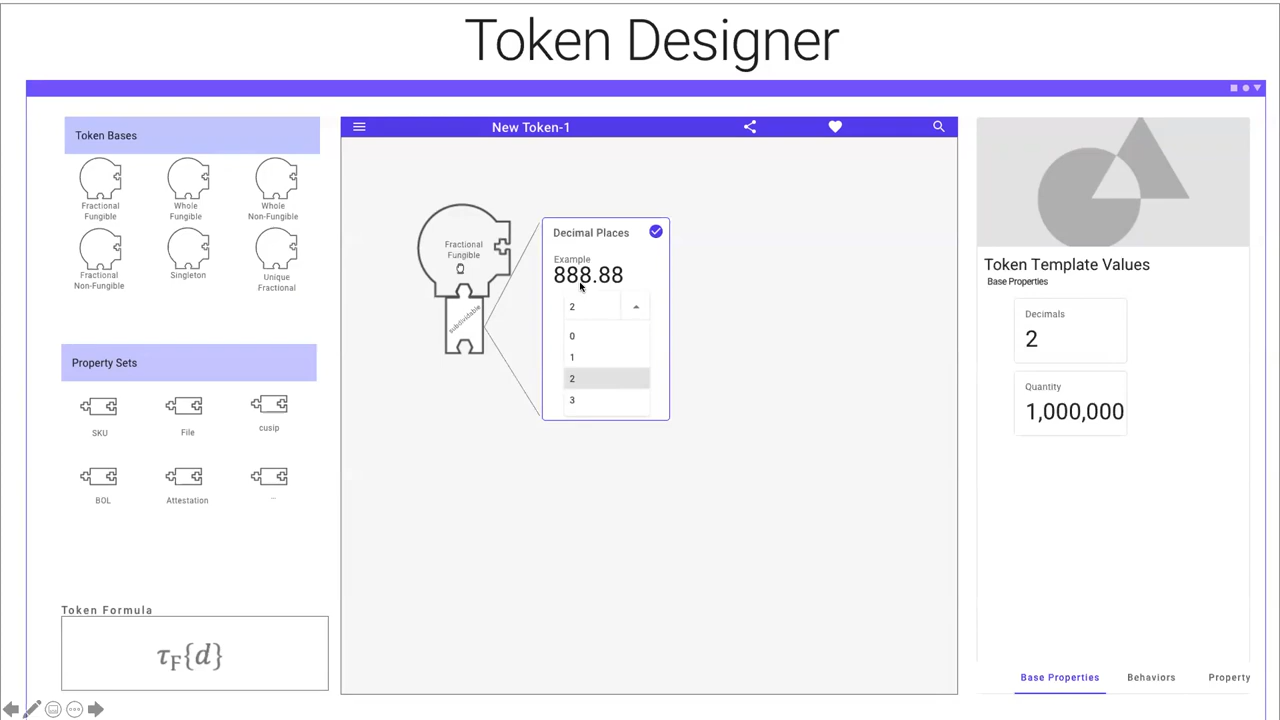 Token Designer
Token Bases
Fractional
Fungible
Whole
Fungible
Whole
Non-Fungible
Fractional
Non-Fungible
Singleton
Unique
Fractional
Property Sets
SKU
File
cusip
BOL
Attestation
...
Token Formula
τF{d}
New Token-1
Fractional
Fungible
subdividable
Decimal Places
Example
888.88
2
0
1
2
3
Token Template Values
Base Properties
Decimals
2
Quantity
1,000,000
Base Properties
Behaviors
Property